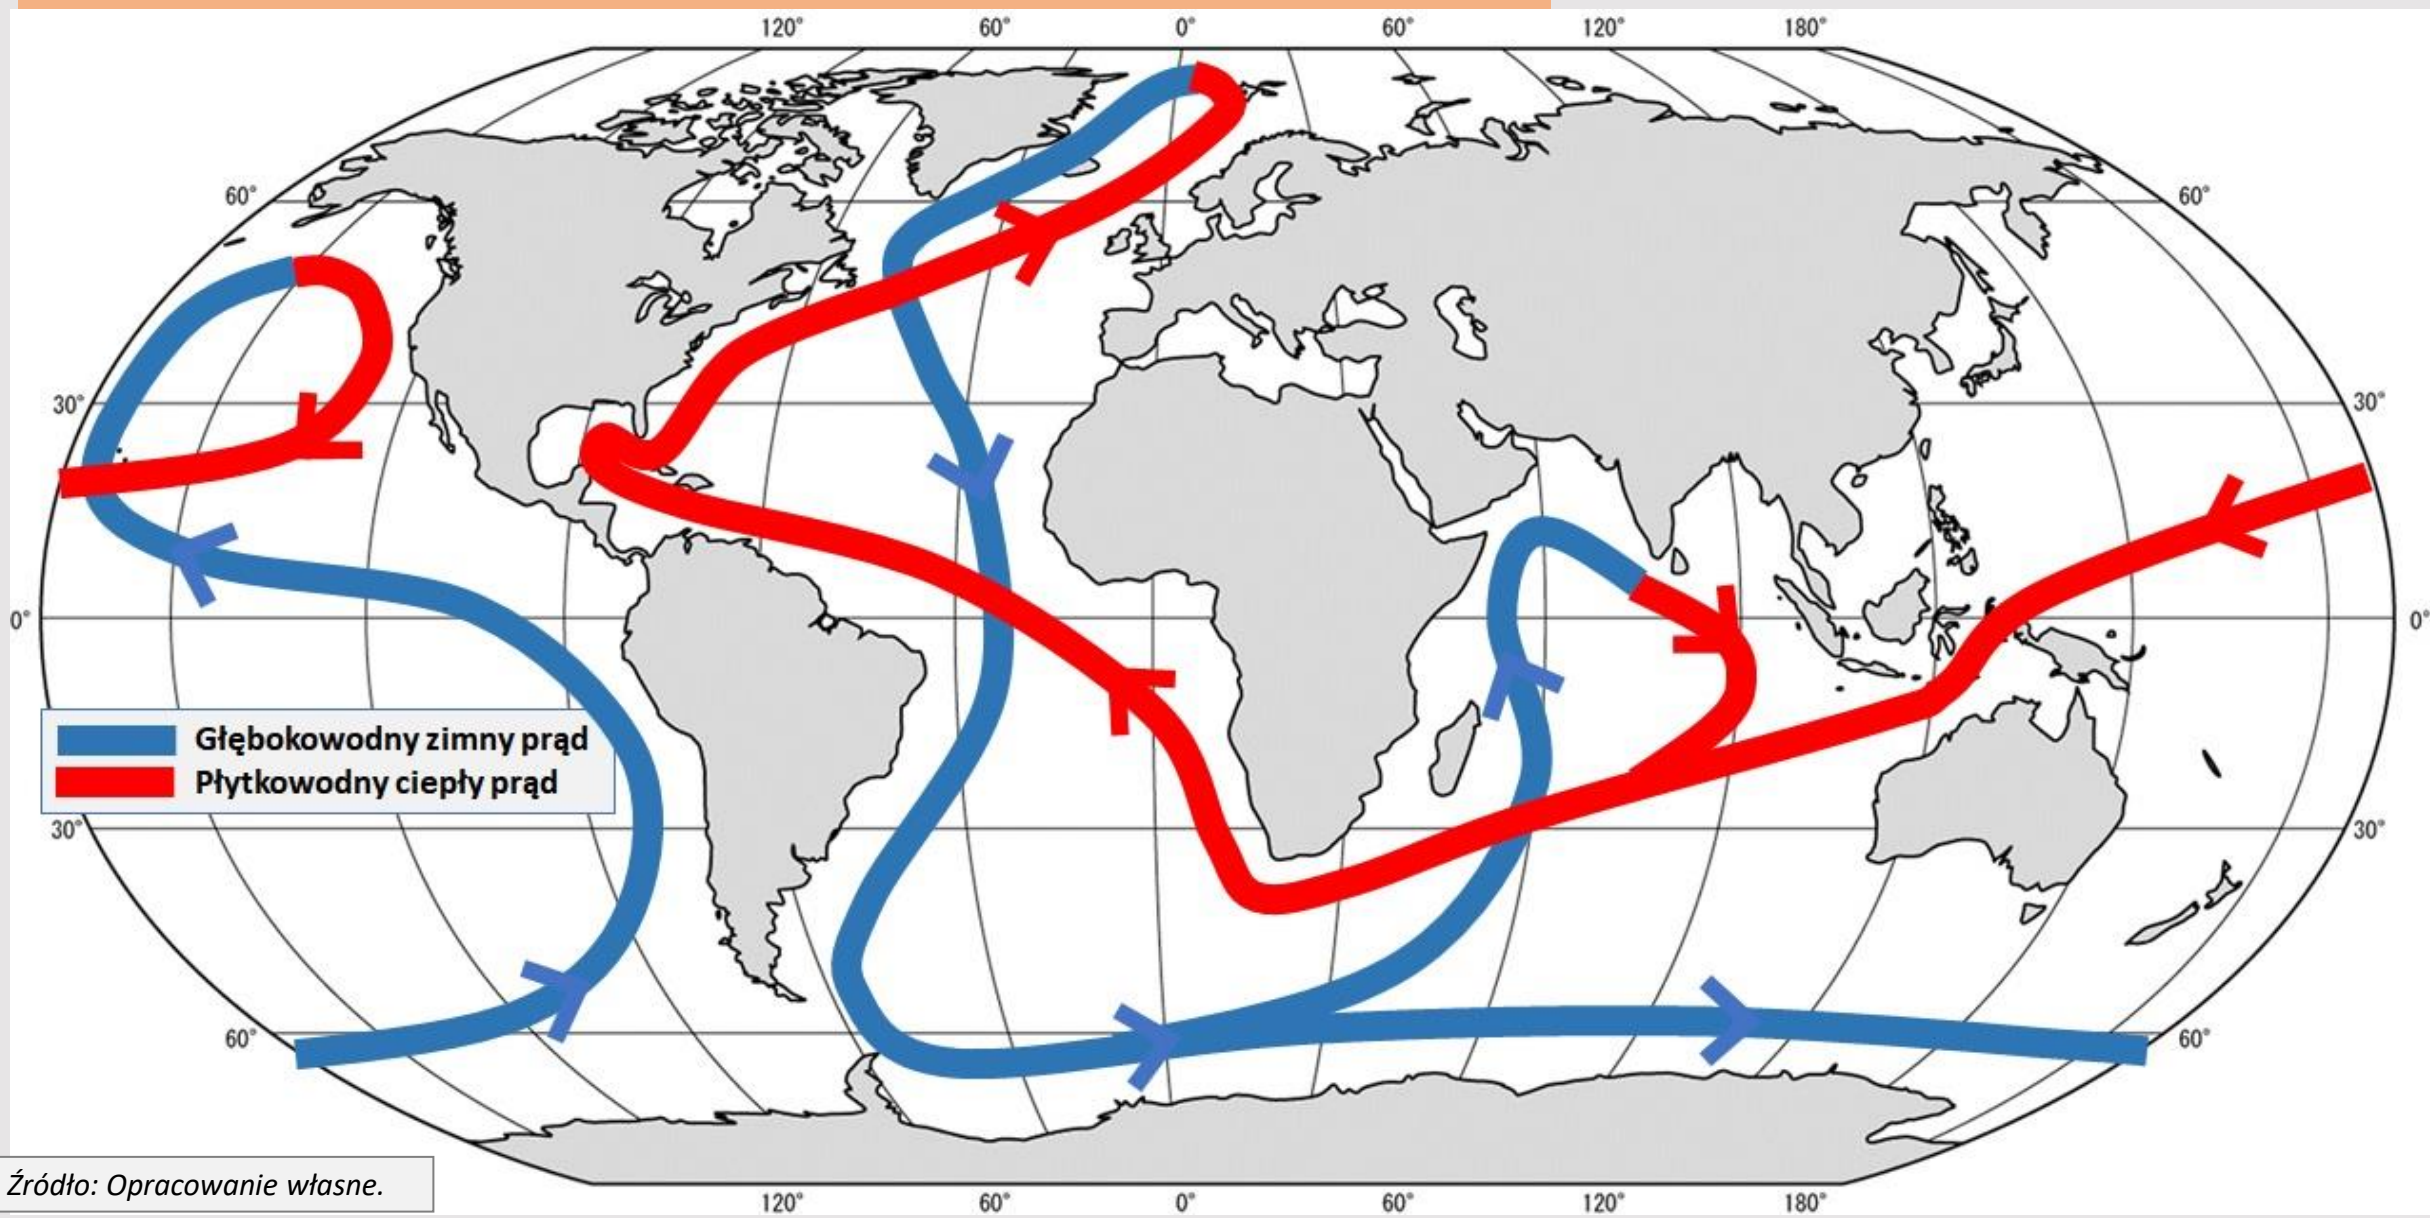 120° 60° 0° 60° 120° 180°
60° 60°
30° 30°
0° 0°
Głębokowodny zimny prąd
Płytkowodny ciepły prąd
30° 30°
60° 60°
Źródło: Opracowanie własne.
120° 60° 0° 60° 120° 180°